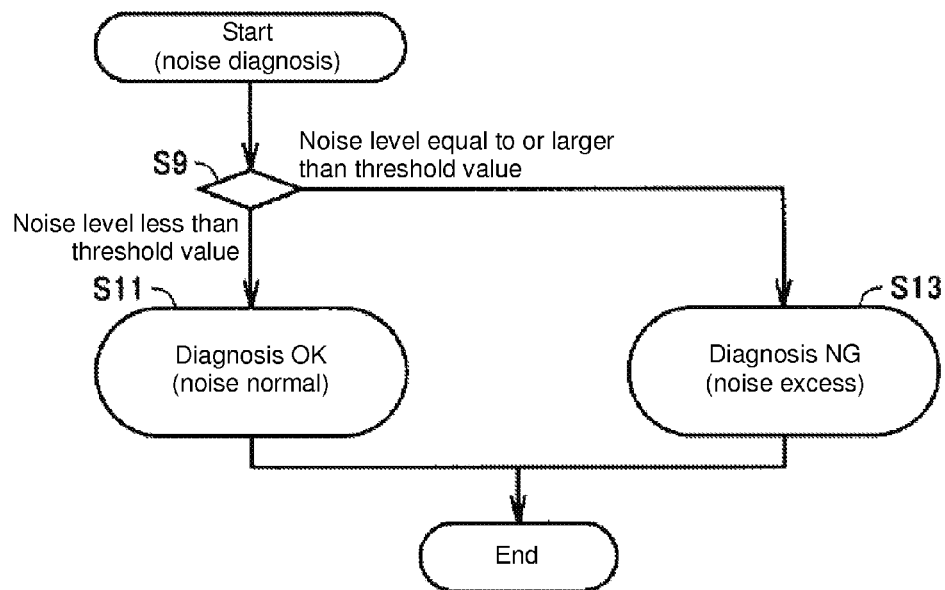 Start
(noise diagnosis)
Noise level equal to or larger
than threshold value
S9
Noise level less than
threshold value
S11
S13
Diagnosis OK
(noise normal)
Diagnosis NG
(noise excess)
End